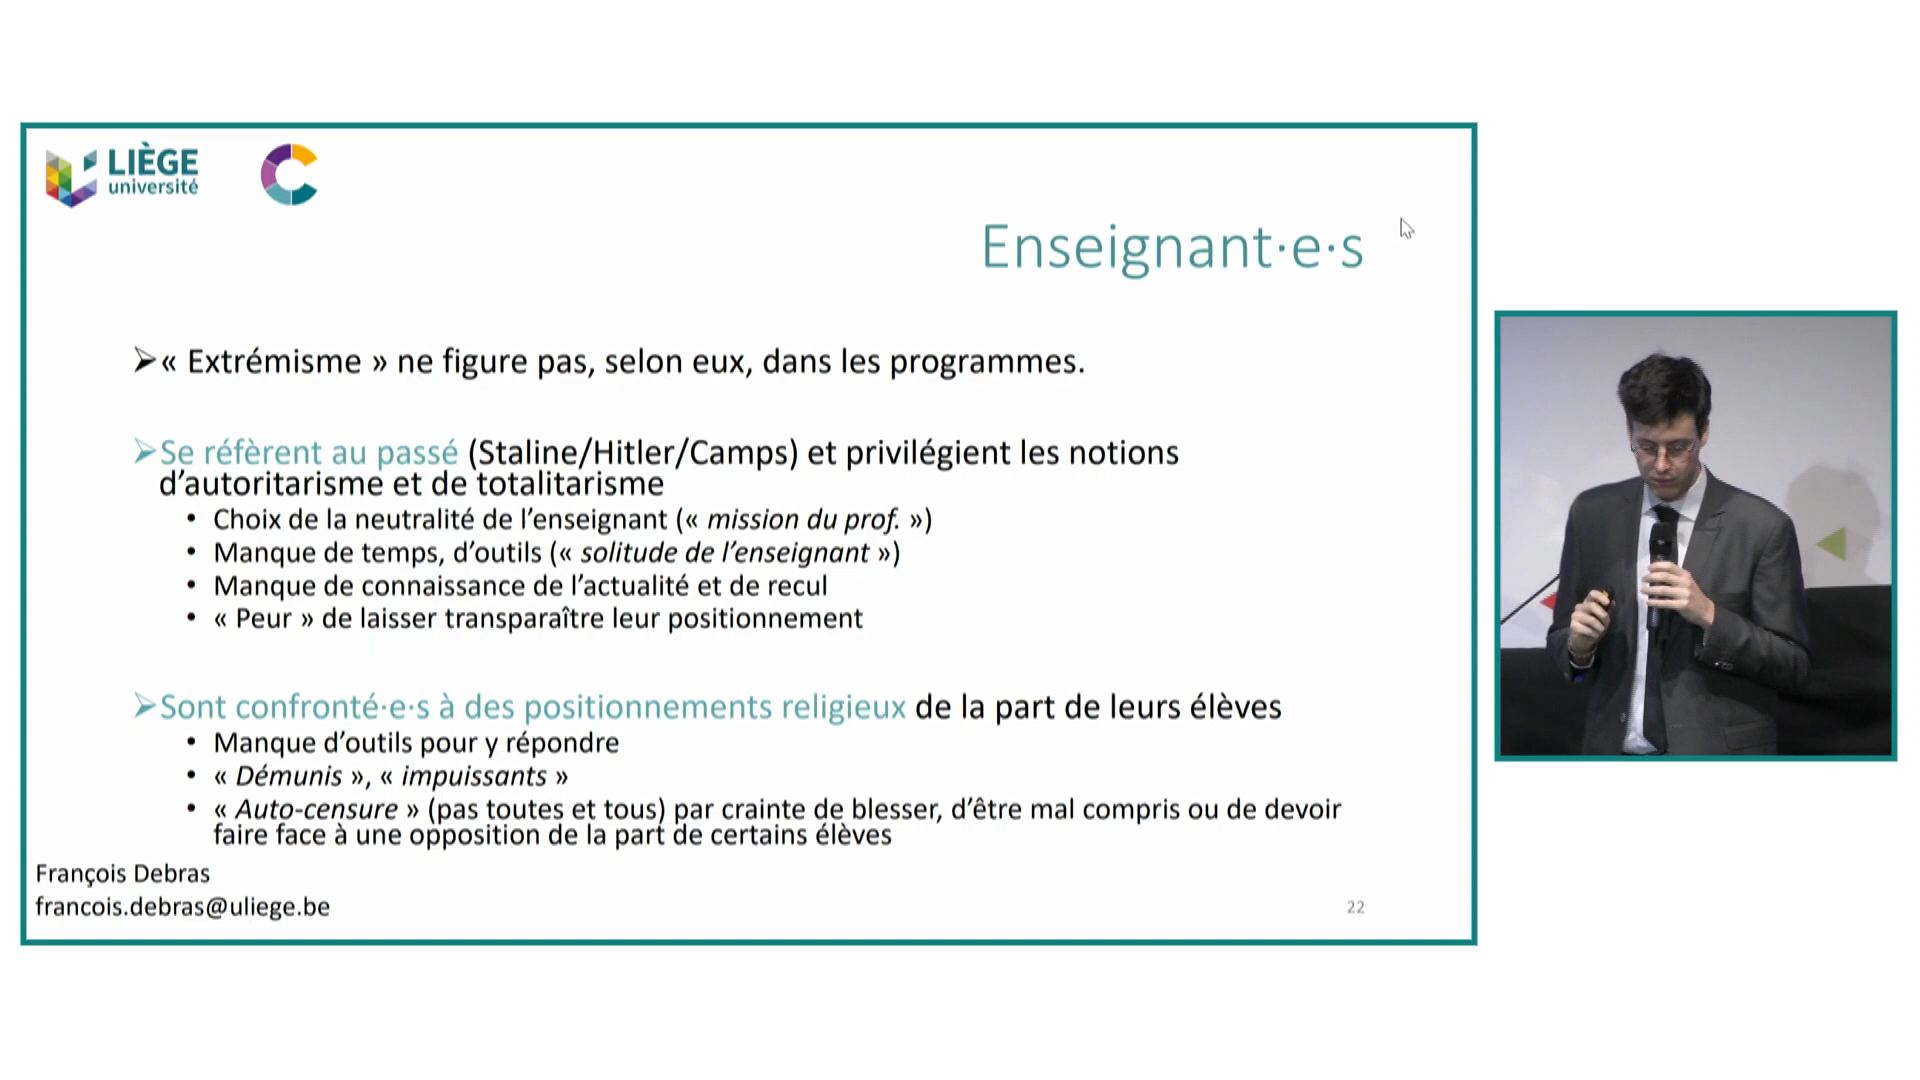 LIÈGE
université
Enseignant·e·s
« Extrémisme » ne figure pas, selon eux, dans les programmes.
Se réfèrent au passé (Staline/Hitler/Camps) et privilégient les notions
d’autoritarisme et de totalitarisme
• Choix de la neutralité de l’enseignant (« mission du prof. »)
• Manque de temps, d’outils (« solitude de l’enseignant »)
• Manque de connaissance de l’actualité et de recul
• « Peur » de laisser transparaître leur positionnement
Sont confronté·e·s à des positionnements religieux de la part de leurs élèves
• Manque d’outils pour y répondre
• « Démunis », « impuissants »
• « Auto-censure » (pas toutes et tous) par crainte de blesser, d’être mal compris ou de devoir
faire face à une opposition de la part de certains élèves
François Debras
francois.debras@uliege.be
22